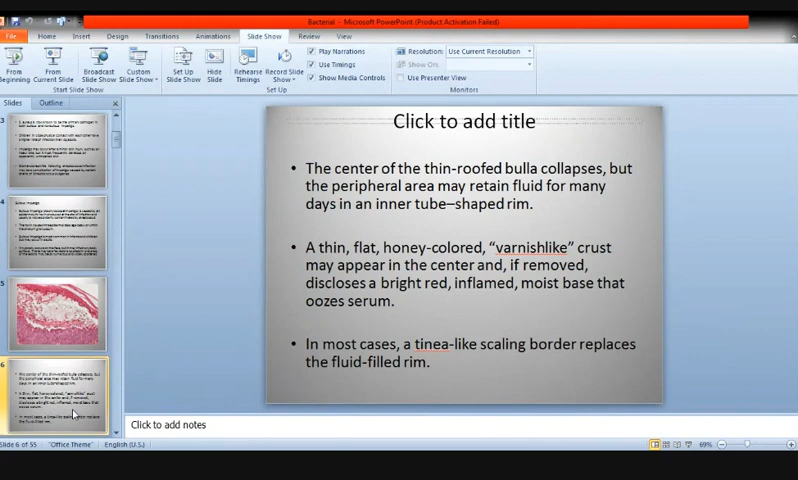 Bacterial - Microsoft PowerPoint (Product Activation Failed)
File Home Insert Design Transitions Animations Slide Show Review View
From Beginning
From Current Slide
Broadcast Slide Show
Custom Slide Show
Set Up Slide Show
Hide Slide
Rehearse Timings
Record Slide Show
Play Narrations
Use Timings
Show Media Controls
Resolution: Use Current Resolution
Show On:
Use Presenter View
Start Slide Show
Set Up
Monitors
Slides Outline
3
4
5
6
Click to add title
• The center of the thin-roofed bulla collapses, but
the peripheral area may retain fluid for many
days in an inner tube–shaped rim.
• A thin, flat, honey-colored, “varnishlike” crust
may appear in the center and, if removed,
discloses a bright red, inflamed, moist base that
oozes serum.
• In most cases, a tinea-like scaling border replaces
the fluid-filled rim.
Click to add notes
Slide 6 of 55 "Office Theme" English (U.S.) 69%